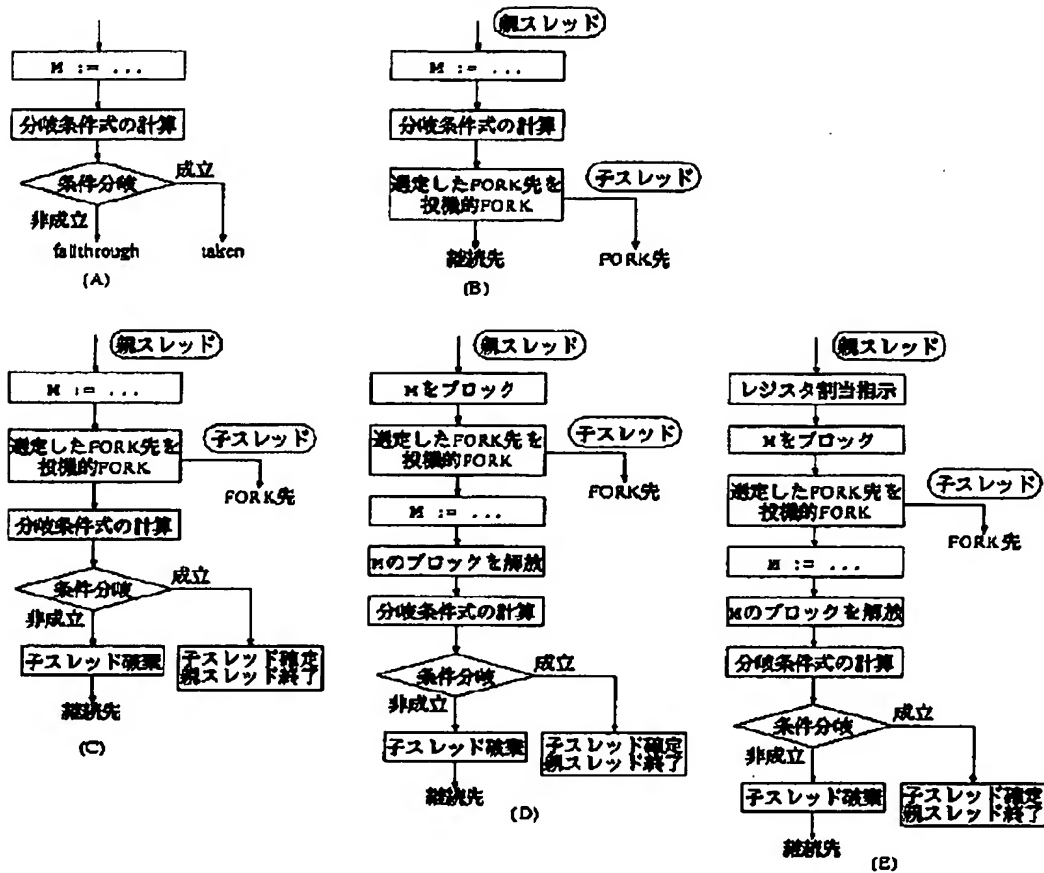 M := ...
分岐条件式の計算
条件分岐
成立
非成立
fallthrough
taken
(A)
親スレッド
M := ...
分岐条件式の計算
選定したFORK先を
投機的FORK
子スレッド
継続先
FORK先
(B)
親スレッド
M := ...
選定したFORK先を
投機的FORK
子スレッド
FORK先
分岐条件式の計算
条件分岐
成立
非成立
子スレッド破棄
子スレッド確定
親スレッド終了
継続先
(C)
親スレッド
Mをブロック
選定したFORK先を
投機的FORK
子スレッド
FORK先
M := ...
Mのブロックを解放
分岐条件式の計算
条件分岐
成立
非成立
子スレッド破棄
子スレッド確定
親スレッド終了
継続先
(D)
親スレッド
レジスタ割当指示
Mをブロック
選定したFORK先を
投機的FORK
子スレッド
FORK先
M := ...
Mのブロックを解放
分岐条件式の計算
条件分岐
成立
非成立
子スレッド破棄
子スレッド確定
親スレッド終了
継続先
(E)